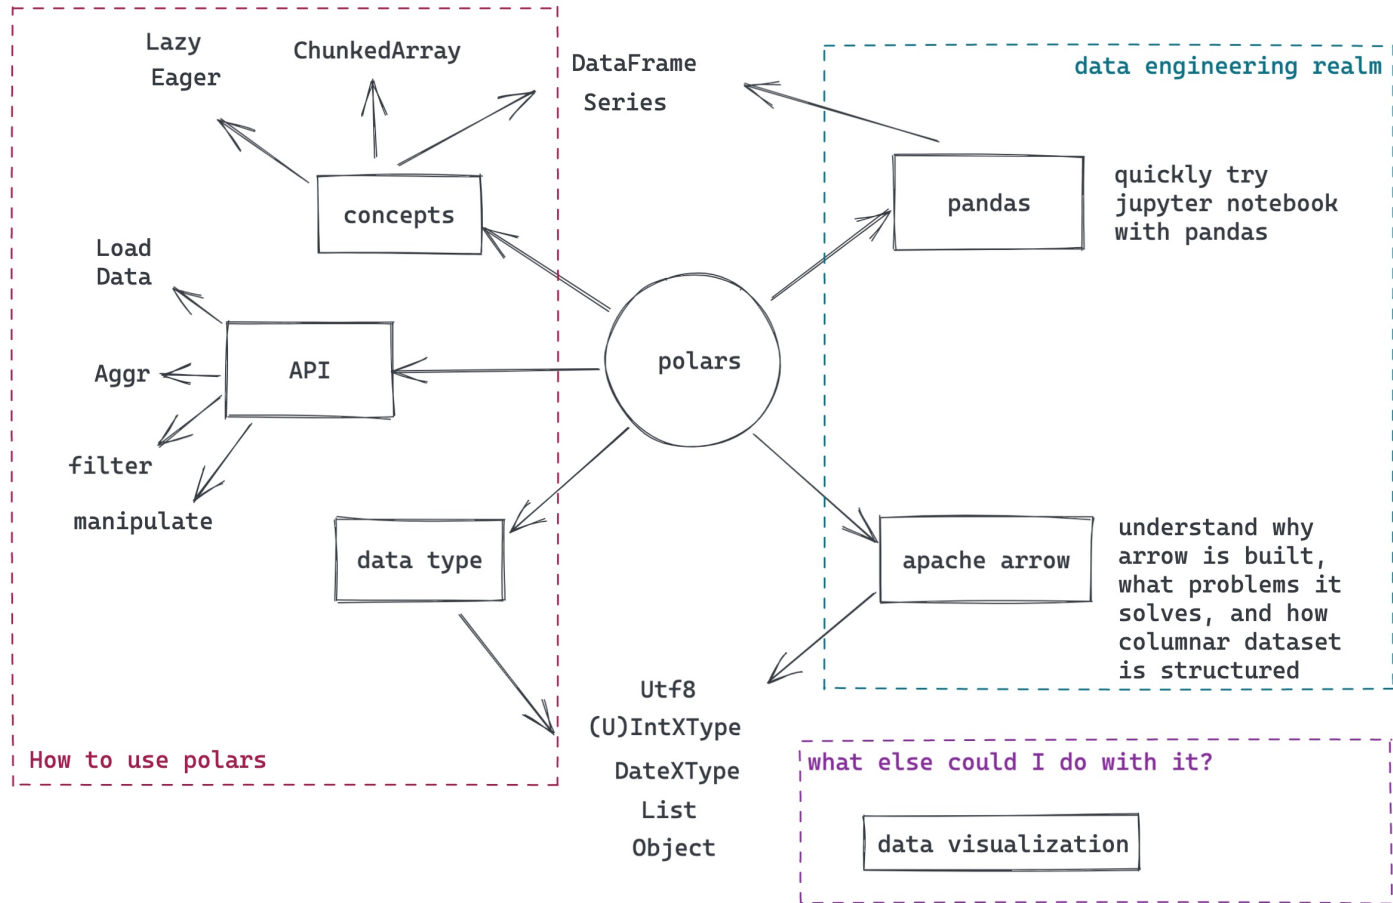 Lazy
Eager
ChunkedArray
DataFrame
Series
data engineering realm
concepts
pandas
quickly try
jupyter notebook
with pandas
Load
Data
API
Aggr
filter
manipulate
polars
data type
apache arrow
understand why
arrow is built,
what problems it
solves, and how
columnar dataset
is structured
Utf8
(U)IntXType
DateXType
List
Object
How to use polars
what else could I do with it?
data visualization